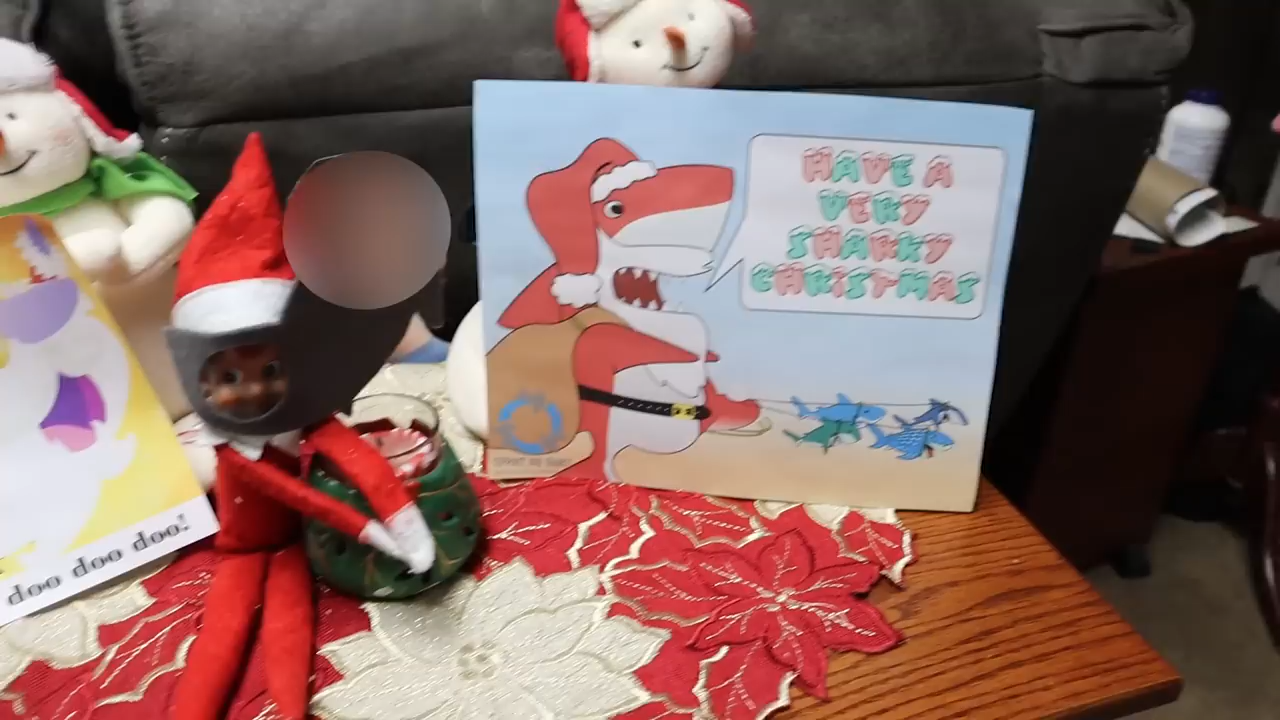 HAVE A
VERY
SHARKY
CHRISTMAS
doo doo doo!